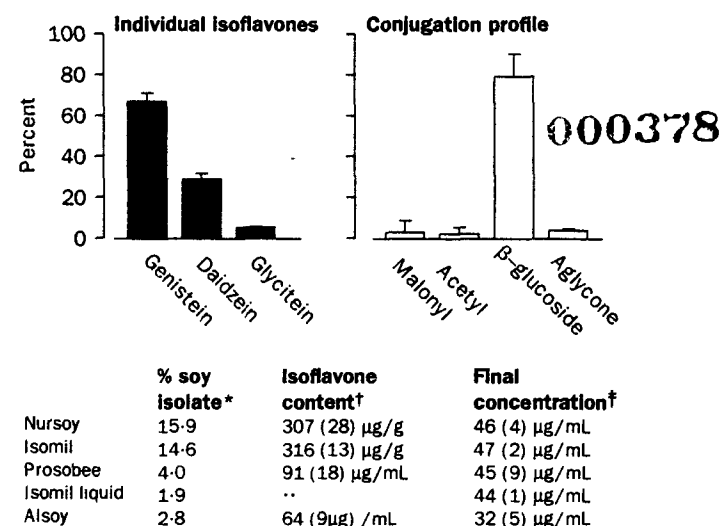 Individual isoflavones
Conjugation profile
Percent
100
80
60
40
20
0
Genistein
Daidzein
Glycitein
000378
Malonyl
Acetyl
β-glucoside
Aglycone
% soy isolate* Isoflavone content† Final concentration‡
Nursoy 15·9 307 (28) µg/g 46 (4) µg/mL
Isomil 14·6 316 (13) µg/g 47 (2) µg/mL
Prosobee 4·0 91 (18) µg/mL 45 (9) µg/mL
Isomil liquid 1·9 ·· 44 (1) µg/mL
Alsoy 2·8 64 (9µg) /mL 32 (5) µg/mL